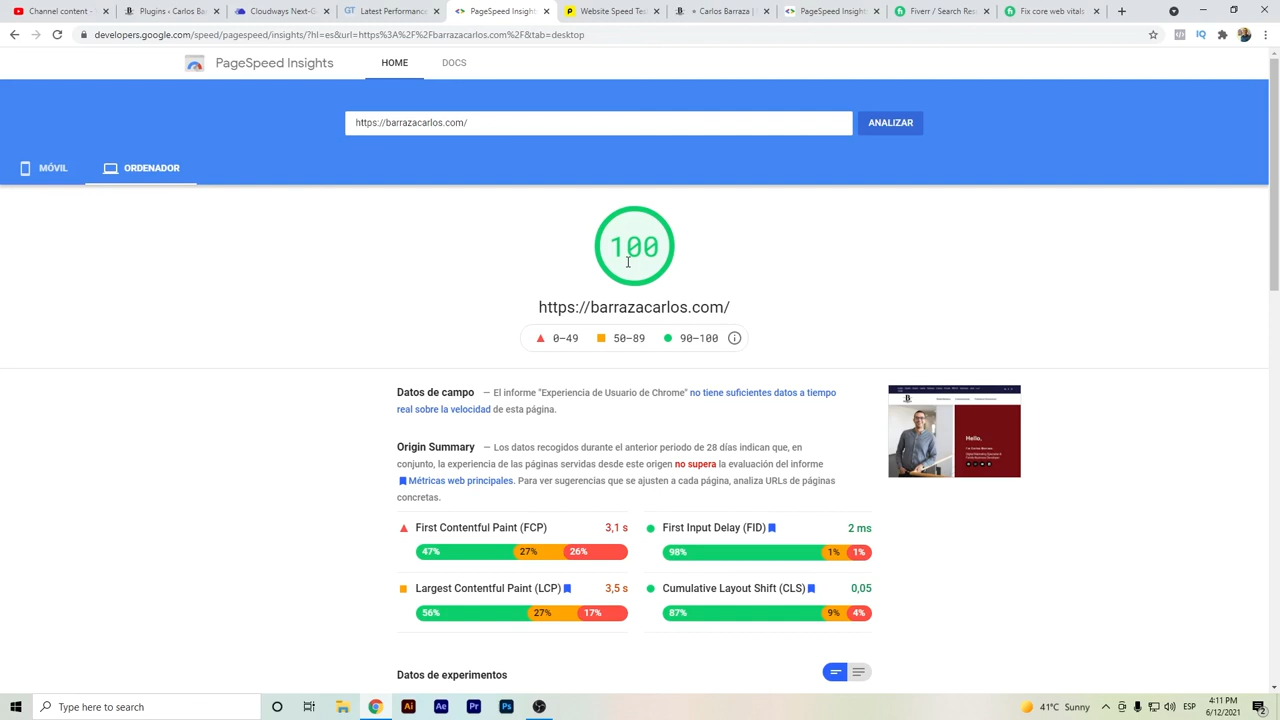 Channel content
Plugins ‹ Carlos Ba
Cloudways Next-G
Latest Performanc
PageSpeed Insight
Website Speed Tes
Carlos Barraza
PageSpeed Insight
Fiverr / Search Res
Fix core web vitals
developers.google.com/speed/pagespeed/insights/?hl=es&url=https%3A%2F%2Fbarrazacarlos.com%2F&tab=desktop
PageSpeed Insights
HOME
DOCS
https://barrazacarlos.com/
ANALIZAR
MÓVIL
ORDENADOR
100
https://barrazacarlos.com/
0–49
50–89
90–100
Datos de campo — El informe "Experiencia de Usuario de Chrome" no tiene suficientes datos a tiempo
real sobre la velocidad de esta página.
Origin Summary — Los datos recogidos durante el anterior periodo de 28 días indican que, en
conjunto, la experiencia de las páginas servidas desde este origen no supera la evaluación del informe
Métricas web principales. Para ver sugerencias que se ajusten a cada página, analiza URLs de páginas
concretas.
Hello,
First Contentful Paint (FCP) 3,1 s
47% 27% 26%
First Input Delay (FID) 2 ms
98% 1% 1%
Largest Contentful Paint (LCP) 3,5 s
56% 27% 17%
Cumulative Layout Shift (CLS) 0,05
87% 9% 4%
Datos de experimentos
Type here to search
Ai
Ae
Pr
Ps
41°C Sunny
ESP
4:11 PM
6/12/2021
2